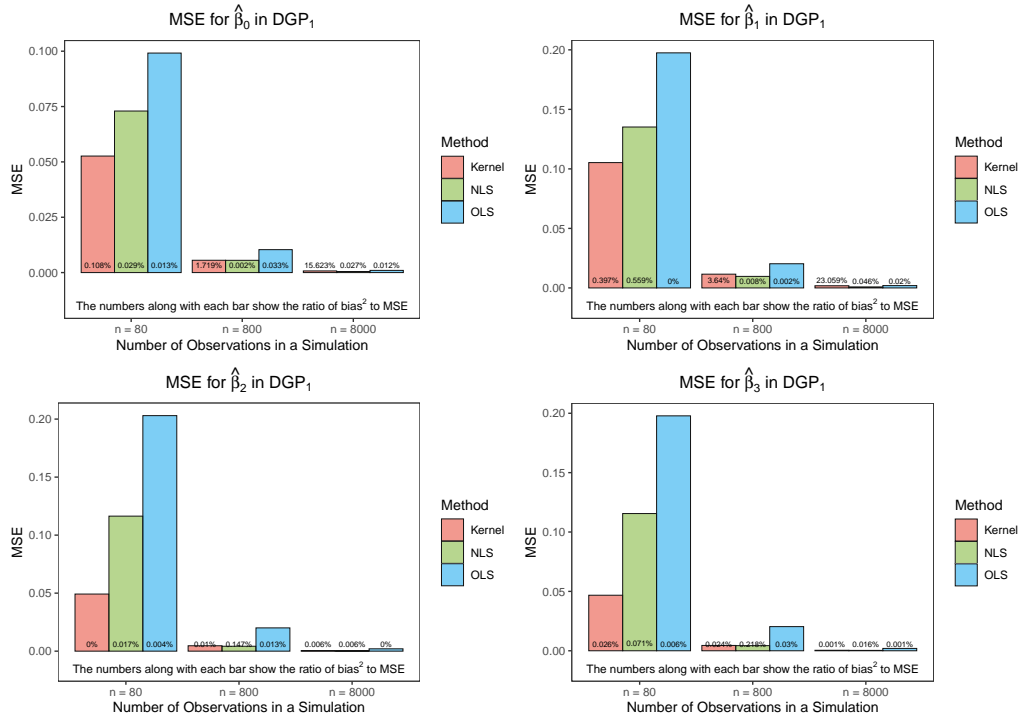 MSE for β̂₀ in DGP₁
0.100
0.075
0.050
0.025
0.000
MSE
0.108%
0.029%
0.013%
1.719%
0.002%
0.033%
15.623%
0.027%
0.012%
The numbers along with each bar show the ratio of bias² to MSE
n = 80
n = 800
n = 8000
Number of Observations in a Simulation
Method
Kernel
NLS
OLS
MSE for β̂₁ in DGP₁
0.20
0.15
0.10
0.05
0.00
MSE
0.397%
0.559%
0%
3.64%
0.008%
0.002%
23.059%
0.046%
0.02%
The numbers along with each bar show the ratio of bias² to MSE
n = 80
n = 800
n = 8000
Number of Observations in a Simulation
Method
Kernel
NLS
OLS
MSE for β̂₂ in DGP₁
0.20
0.15
0.10
0.05
0.00
MSE
0%
0.017%
0.004%
0.01%
0.147%
0.013%
0.006%
0.006%
0%
The numbers along with each bar show the ratio of bias² to MSE
n = 80
n = 800
n = 8000
Number of Observations in a Simulation
Method
Kernel
NLS
OLS
MSE for β̂₃ in DGP₁
0.20
0.15
0.10
0.05
0.00
MSE
0.026%
0.071%
0.006%
0.024%
0.218%
0.03%
0.001%
0.016%
0.001%
The numbers along with each bar show the ratio of bias² to MSE
n = 80
n = 800
n = 8000
Number of Observations in a Simulation
Method
Kernel
NLS
OLS